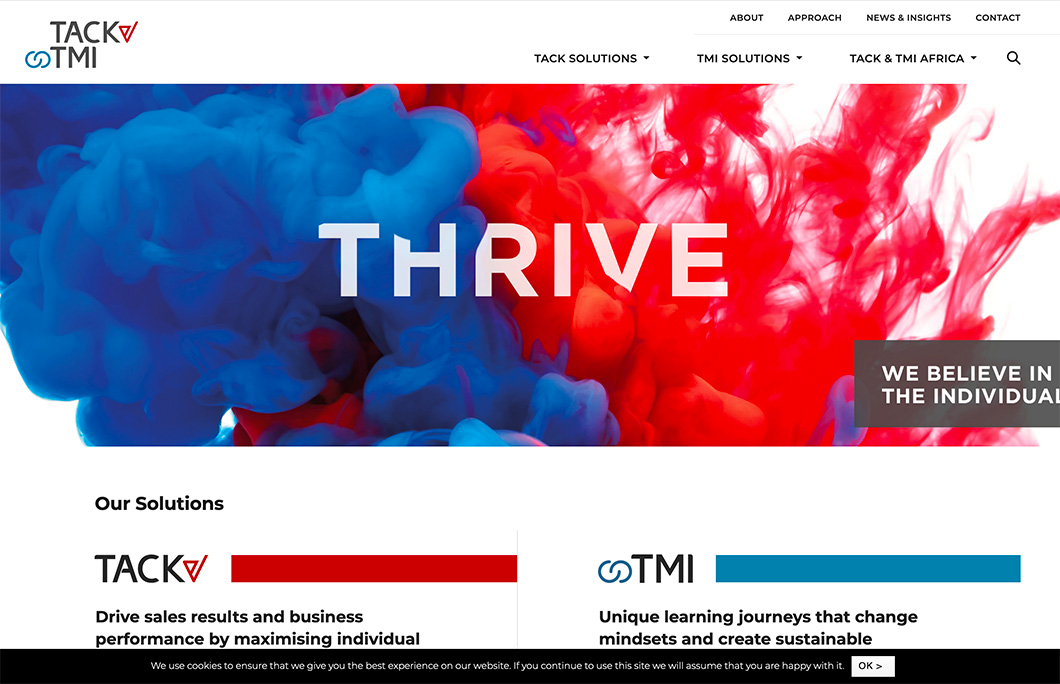 TACK
TMI
ABOUT
APPROACH
NEWS & INSIGHTS
CONTACT
TACK SOLUTIONS
TMI SOLUTIONS
TACK & TMI AFRICA
THRIVE
WE BELIEVE IN
THE INDIVIDUAL
Our Solutions
TACK
Drive sales results and business
performance by maximising individual
TMI
Unique learning journeys that change
mindsets and create sustainable
We use cookies to ensure that we give you the best experience on our website. If you continue to use this site we will assume that you are happy with it.
OK >